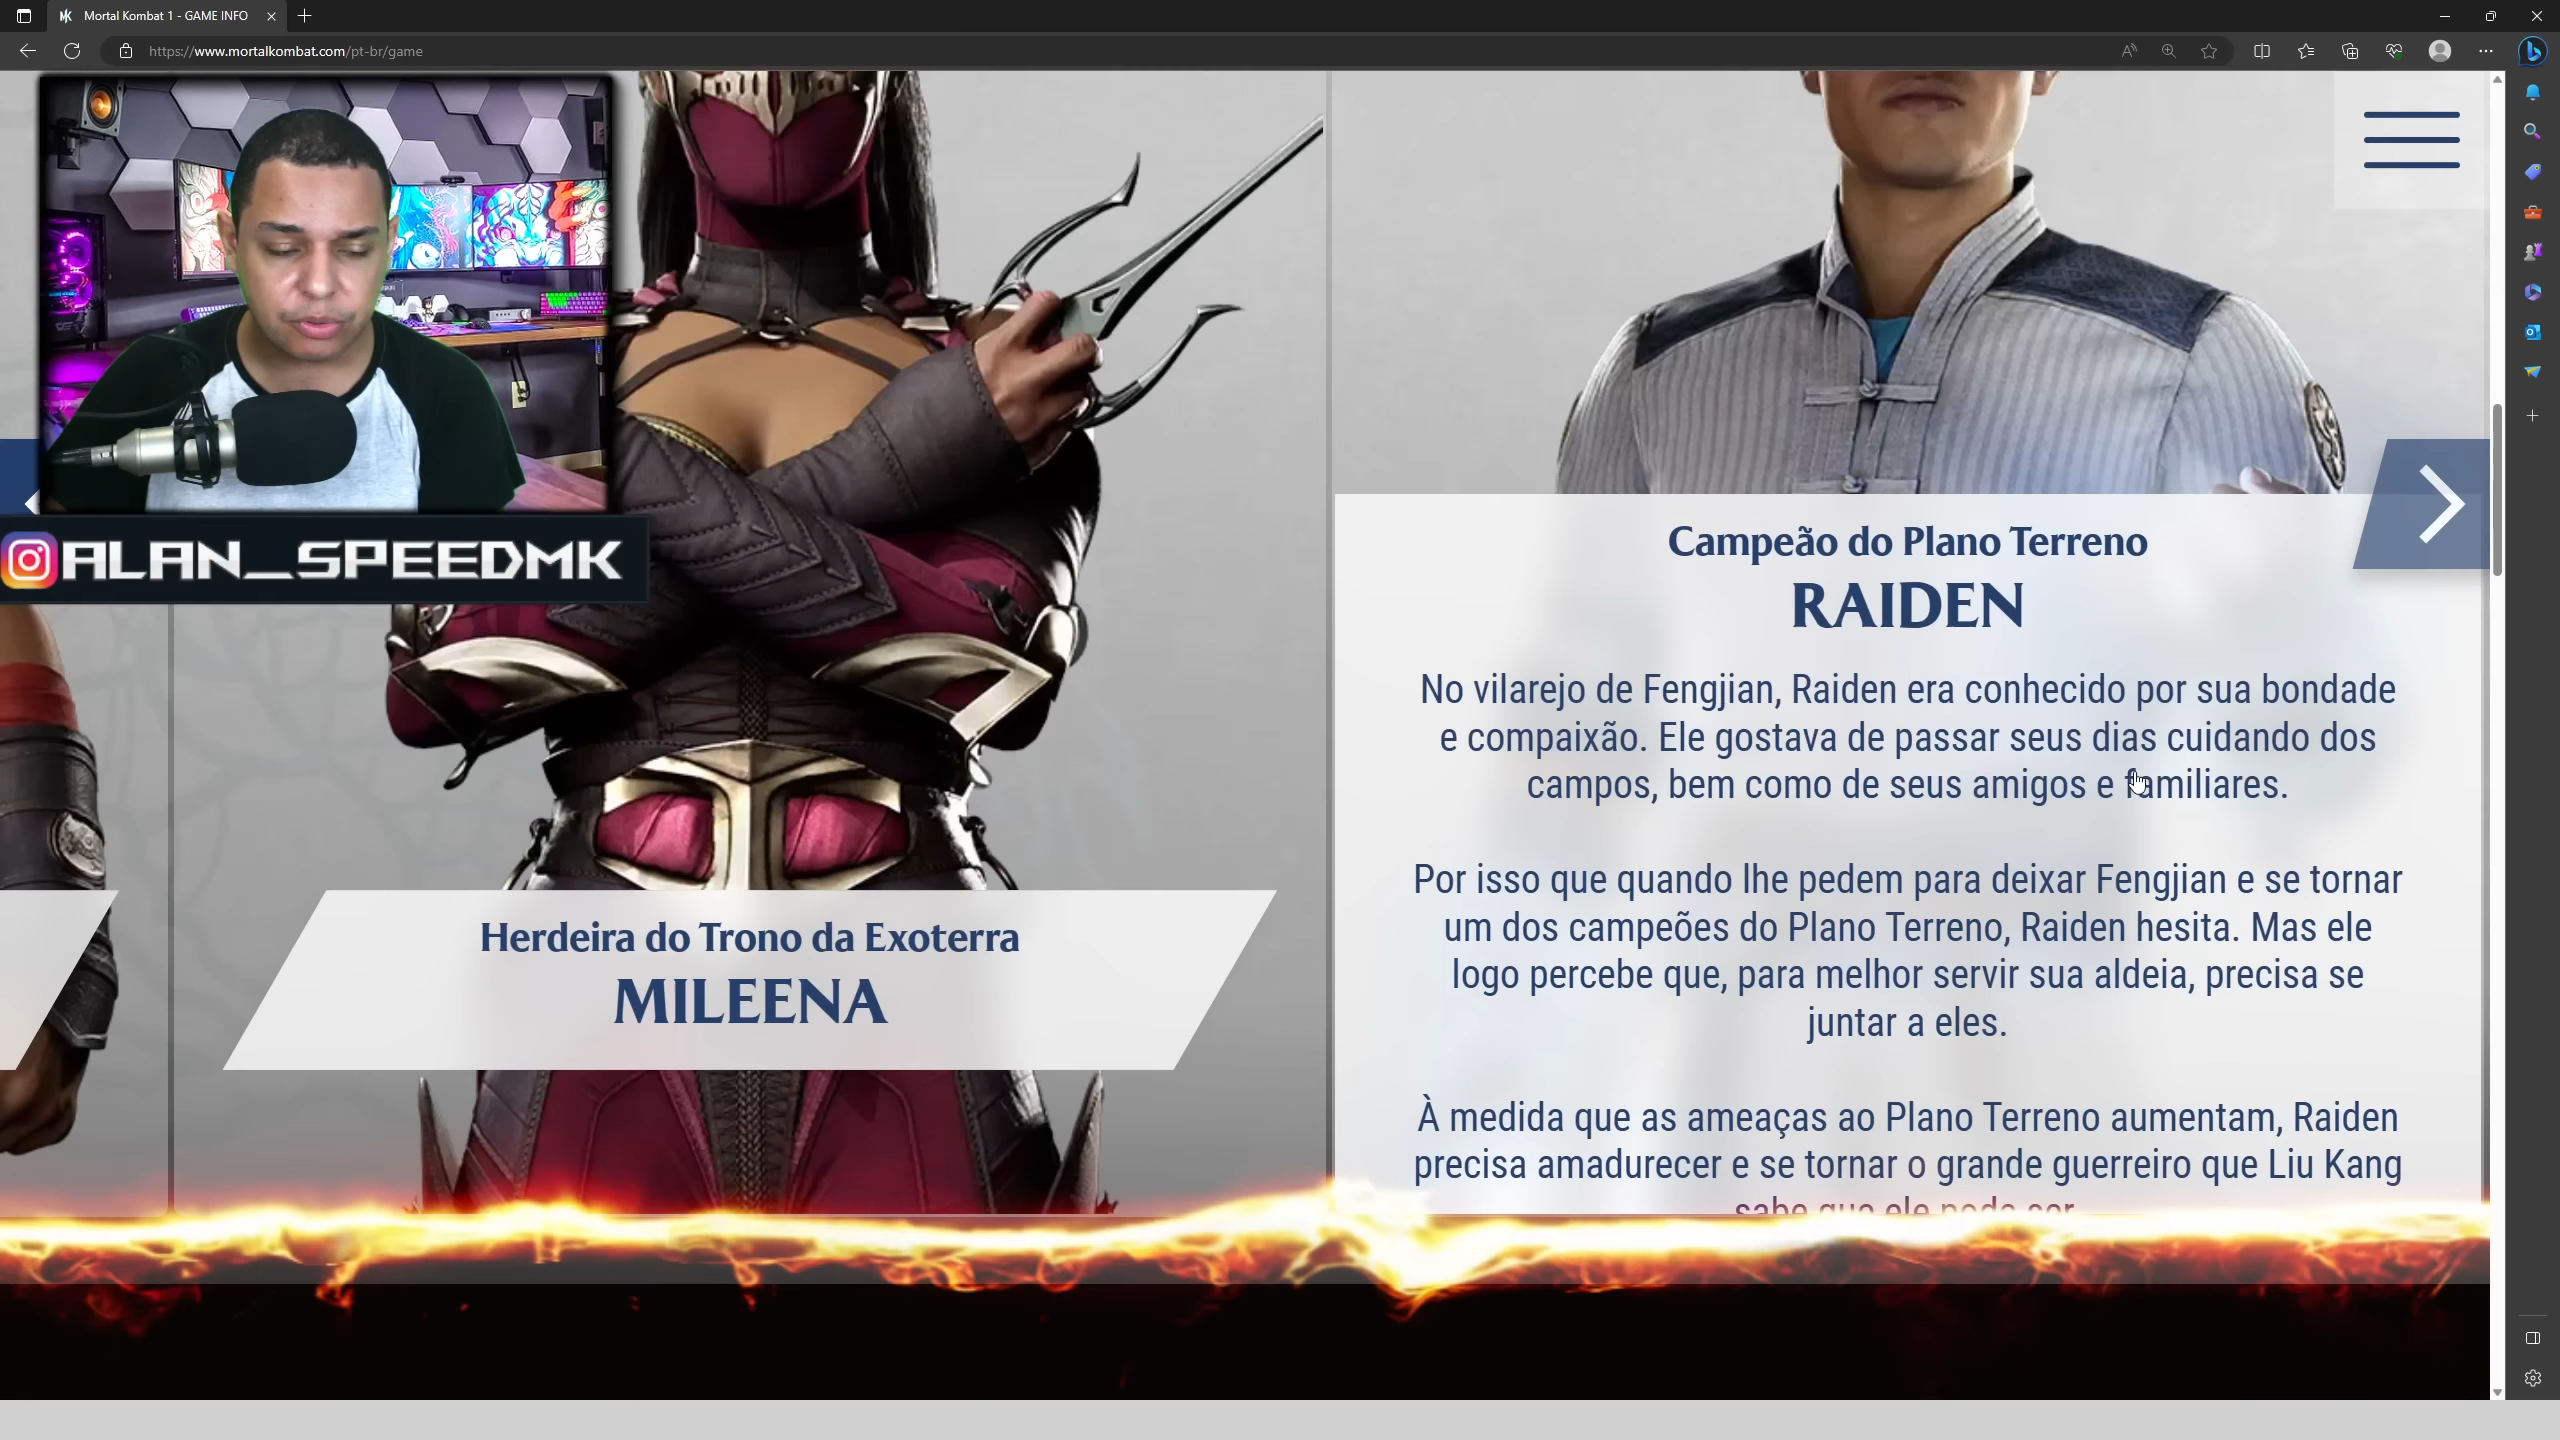 Mortal Kombat 1 - GAME INFO
https://www.mortalkombat.com/pt-br/game
ALAN_SPEEDMK
Herdeira do Trono da Exoterra
MILEENA
Campeão do Plano Terreno
RAIDEN
No vilarejo de Fengjian, Raiden era conhecido por sua bondade
e compaixão. Ele gostava de passar seus dias cuidando dos
campos, bem como de seus amigos e familiares.
Por isso que quando lhe pedem para deixar Fengjian e se tornar
um dos campeões do Plano Terreno, Raiden hesita. Mas ele
logo percebe que, para melhor servir sua aldeia, precisa se
juntar a eles.
À medida que as ameaças ao Plano Terreno aumentam, Raiden
precisa amadurecer e se tornar o grande guerreiro que Liu Kang
sabe que ele pode ser.